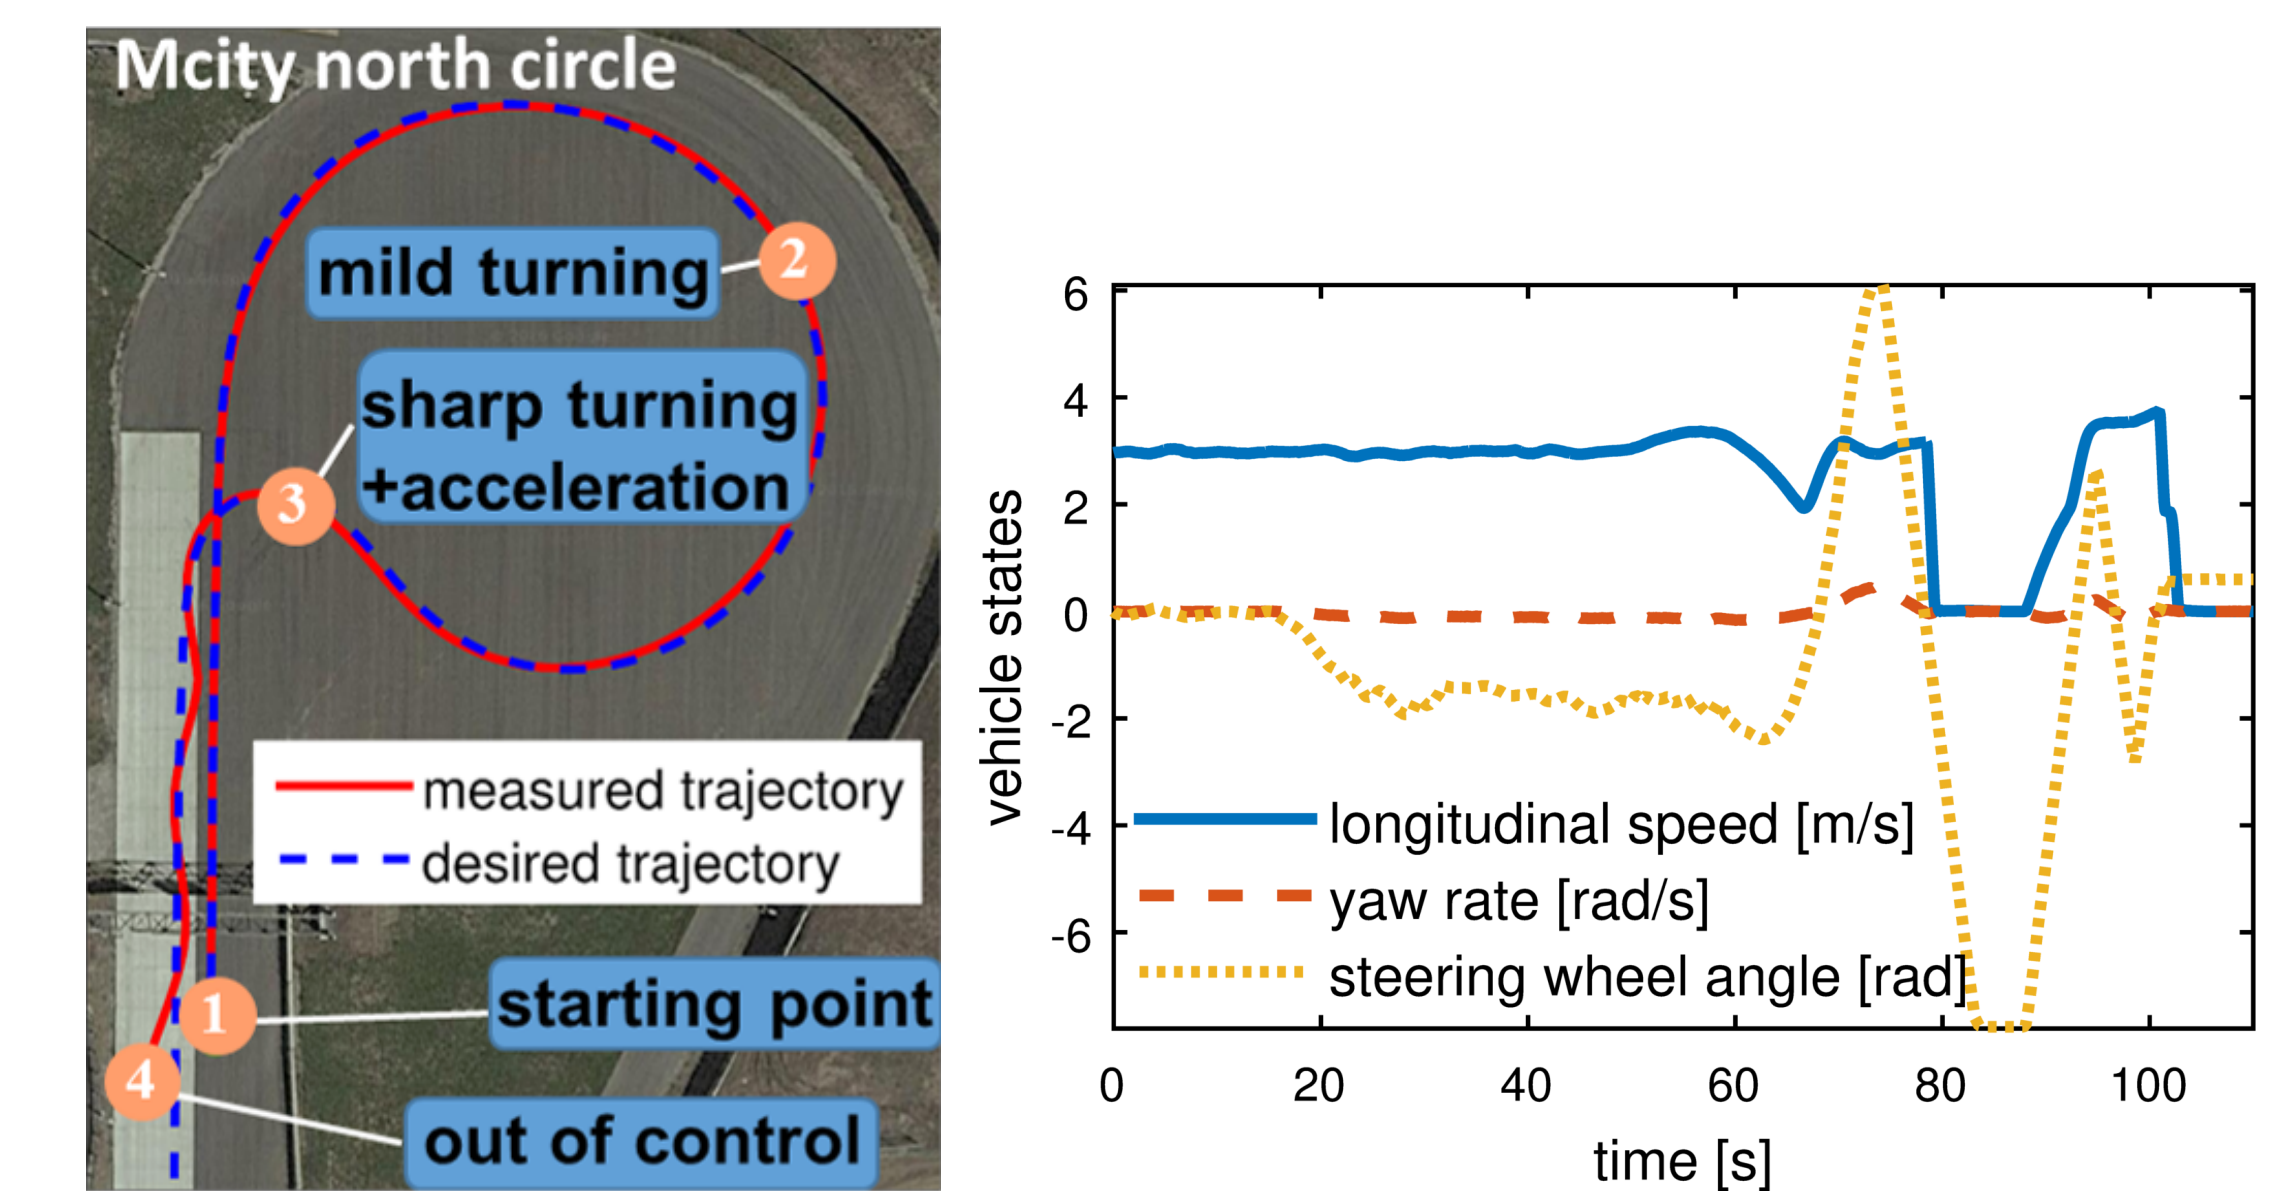 Mcity north circle
2
mild turning
sharp turning
+acceleration
3
measured trajectory
desired trajectory
1
starting point
4
out of control
vehicle states
6
4
2
0
-2
-4
-6
longitudinal speed [m/s]
yaw rate [rad/s]
steering wheel angle [rad]
0 20 40 60 80 100
time [s]